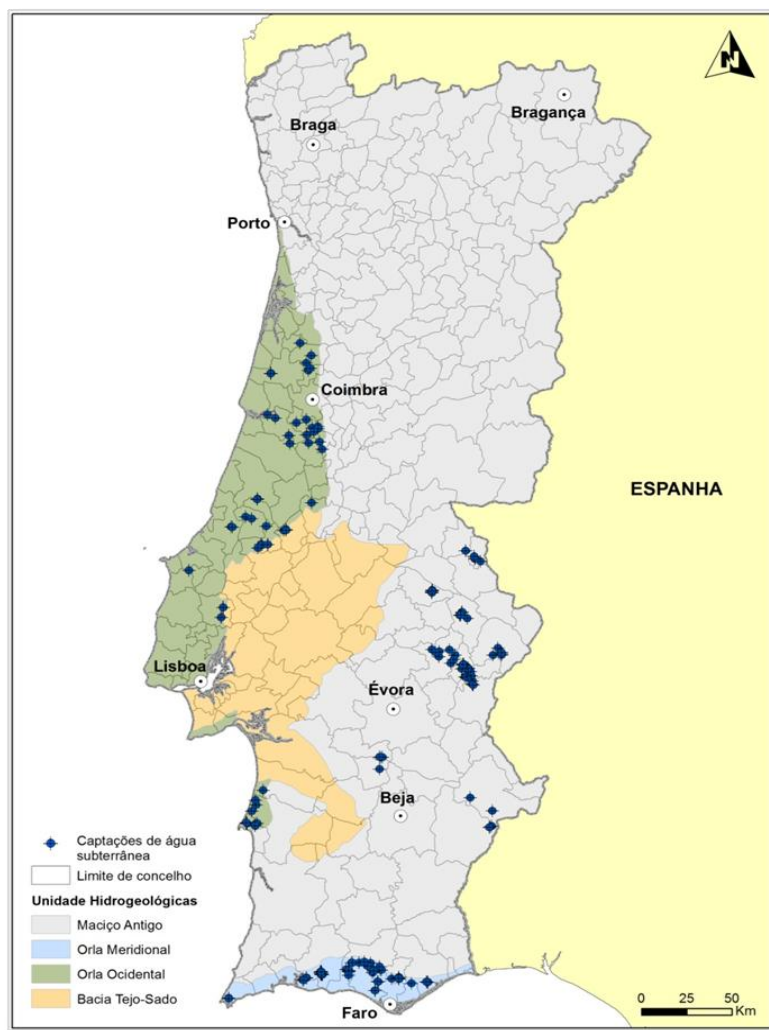 N
Bragança
Braga
Porto
Coimbra
ESPANHA
Lisboa
Évora
Beja
Faro
Captações de água
subterrânea
Limite de concelho
Unidade Hidrogeológicas
Maciço Antigo
Orla Meridional
Orla Ocidental
Bacia Tejo-Sado
0 25 50
Km